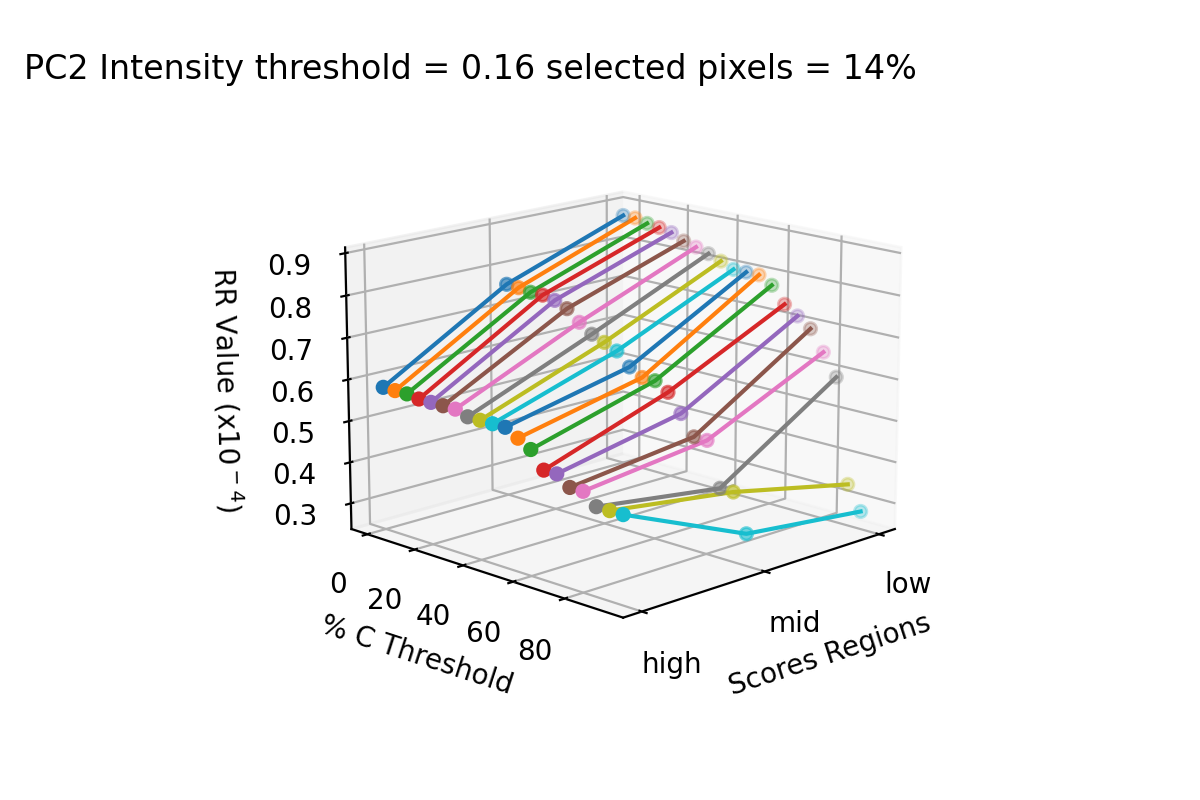 PC2 Intensity threshold = 0.16 selected pixels = 14%
0.9
0.8
0.7
0.6
0.5
0.4
0.3
RR Value (x10⁻⁴)
0
20
40
60
80
% C Threshold
high
mid
low
Scores Regions